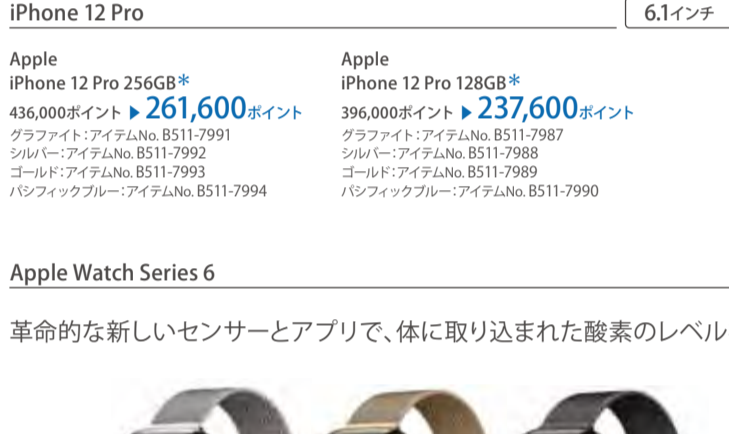 iPhone 12 Pro
6.1インチ
Apple
iPhone 12 Pro 256GB*
436,000ポイント ▶ 261,600ポイント
グラファイト：アイテムNo. B511-7991
シルバー：アイテムNo. B511-7992
ゴールド：アイテムNo. B511-7993
パシフィックブルー：アイテムNo. B511-7994
Apple
iPhone 12 Pro 128GB*
396,000ポイント ▶ 237,600ポイント
グラファイト：アイテムNo. B511-7987
シルバー：アイテムNo. B511-7988
ゴールド：アイテムNo. B511-7989
パシフィックブルー：アイテムNo. B511-7990
Apple Watch Series 6
革命的な新しいセンサーとアプリで、体に取り込まれた酸素のレベル